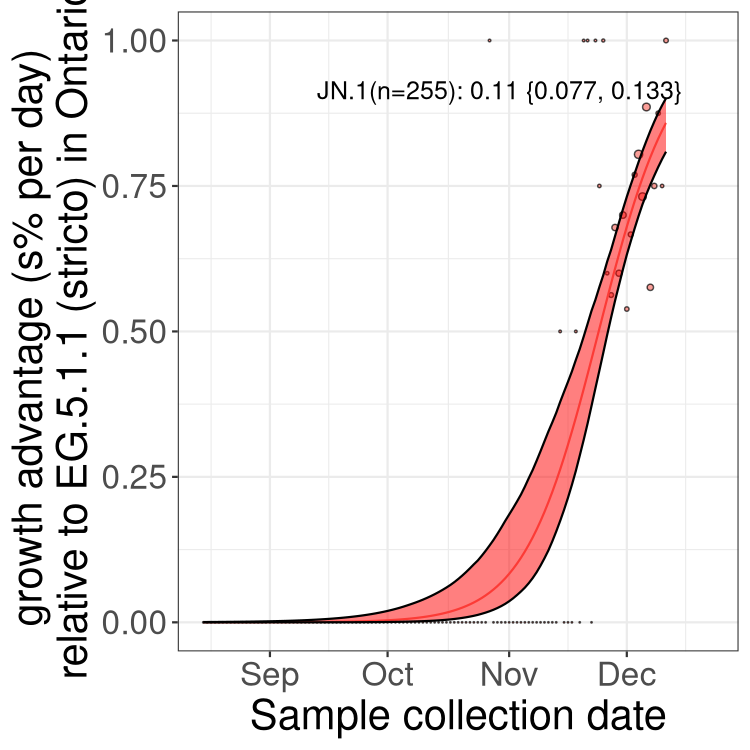 growth advantage (s% per day)
relative to EG.5.1.1 (stricto) in Ontario
1.00
0.75
0.50
0.25
0.00
JN.1(n=255): 0.11 {0.077, 0.133}
Sep Oct Nov Dec
Sample collection date